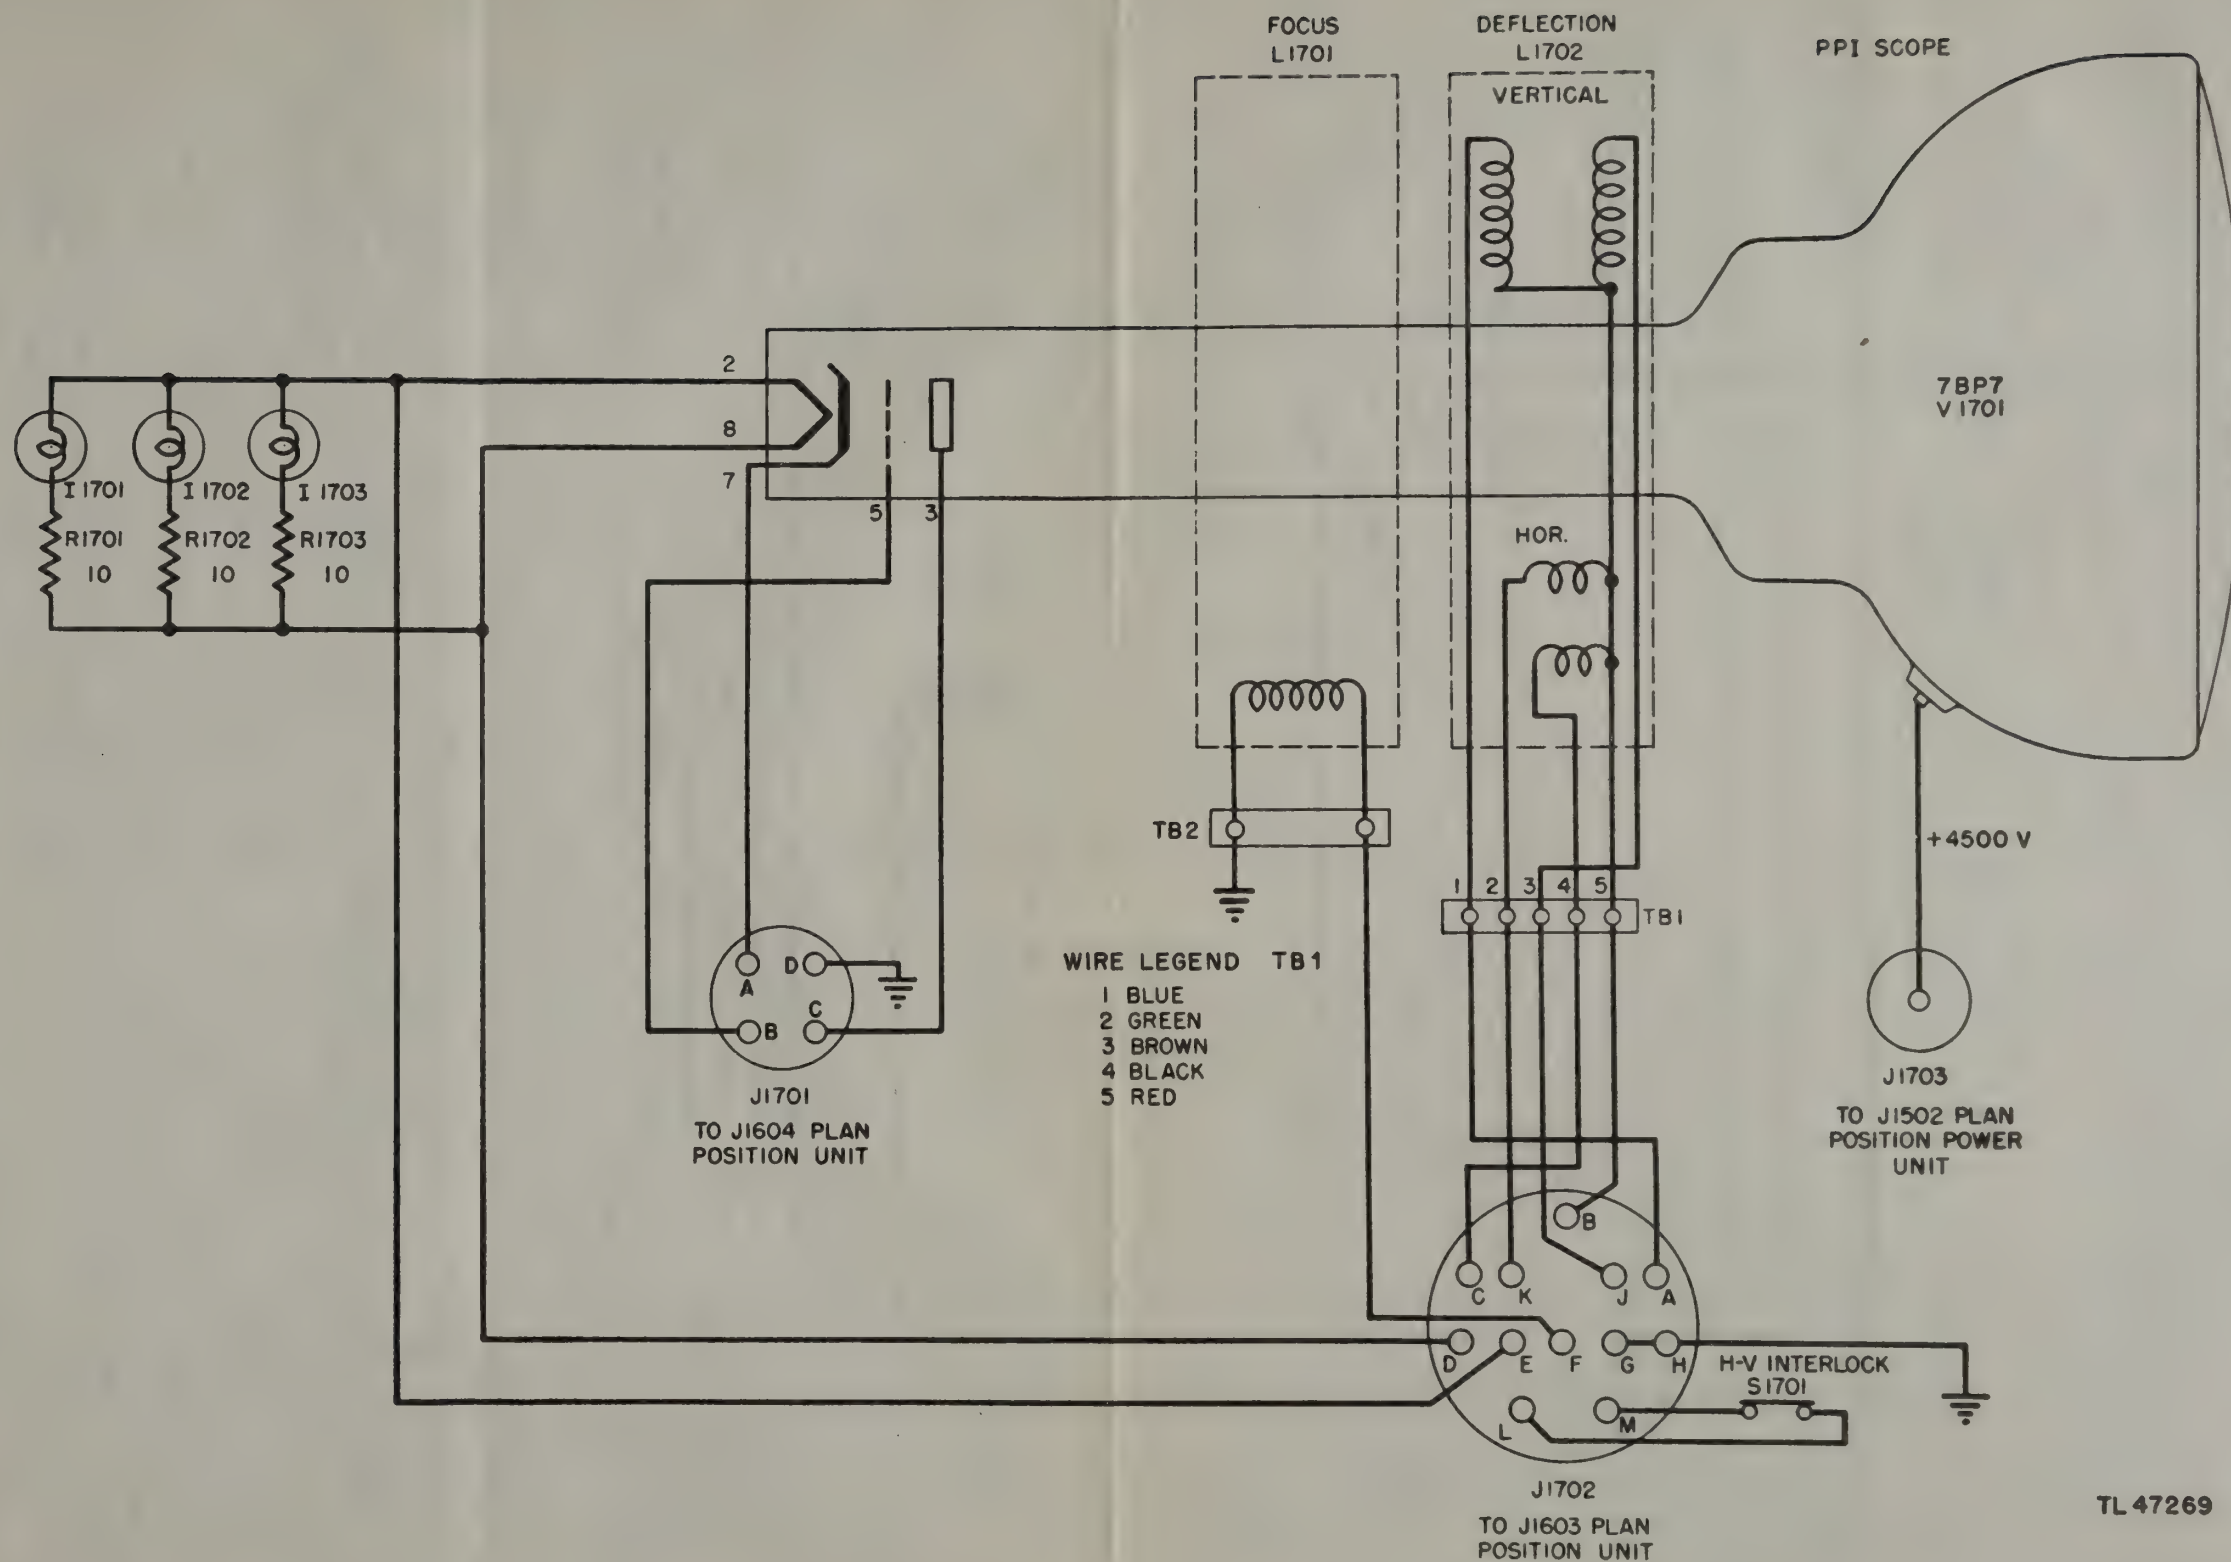 FOCUS
L1701
DEFLECTION
L1702
VERTICAL
PPI SCOPE
7BP7
V 1701
2
8
7
5
3
I 1701
I 1702
I 1703
R1701
10
R1702
10
R1703
10
HOR.
TB2
+4500 V
1 2 3 4 5
TB1
WIRE LEGEND TB1
1 BLUE
2 GREEN
3 BROWN
4 BLACK
5 RED
A
D
B
C
J1701
TO J1604 PLAN
POSITION UNIT
J1703
TO J1502 PLAN
POSITION POWER
UNIT
B
C K J A
D E F G H
L M
H-V INTERLOCK
S1701
J1702
TO J1603 PLAN
POSITION UNIT
TL 47269